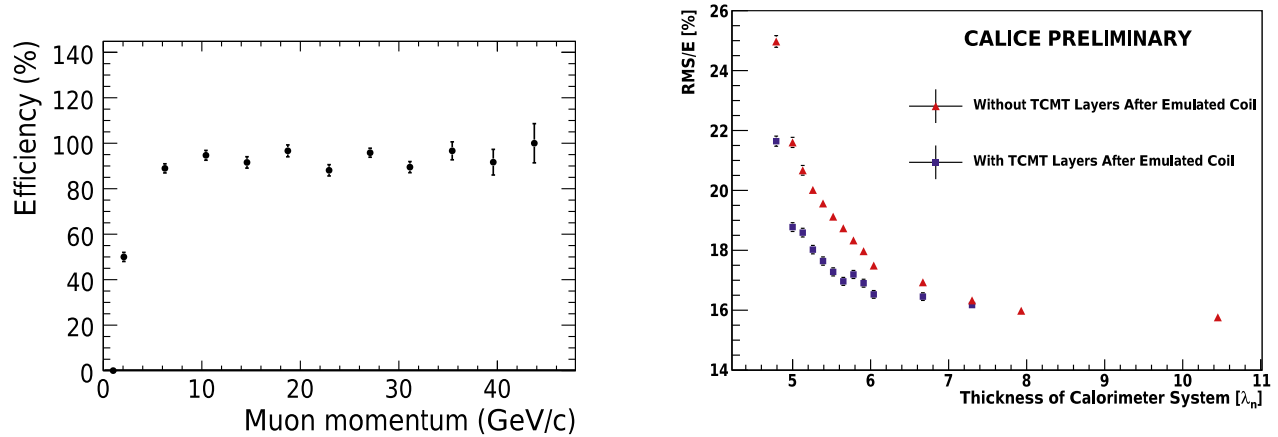 Efficiency (%)
140
120
100
80
60
40
20
0
0 10 20 30 40
Muon momentum (GeV/c)
RMS/E [%]
26
24
22
20
18
16
14
CALICE PRELIMINARY
Without TCMT Layers After Emulated Coil
With TCMT Layers After Emulated Coil
5 6 7 8 9 10 11
Thickness of Calorimeter System [λn]